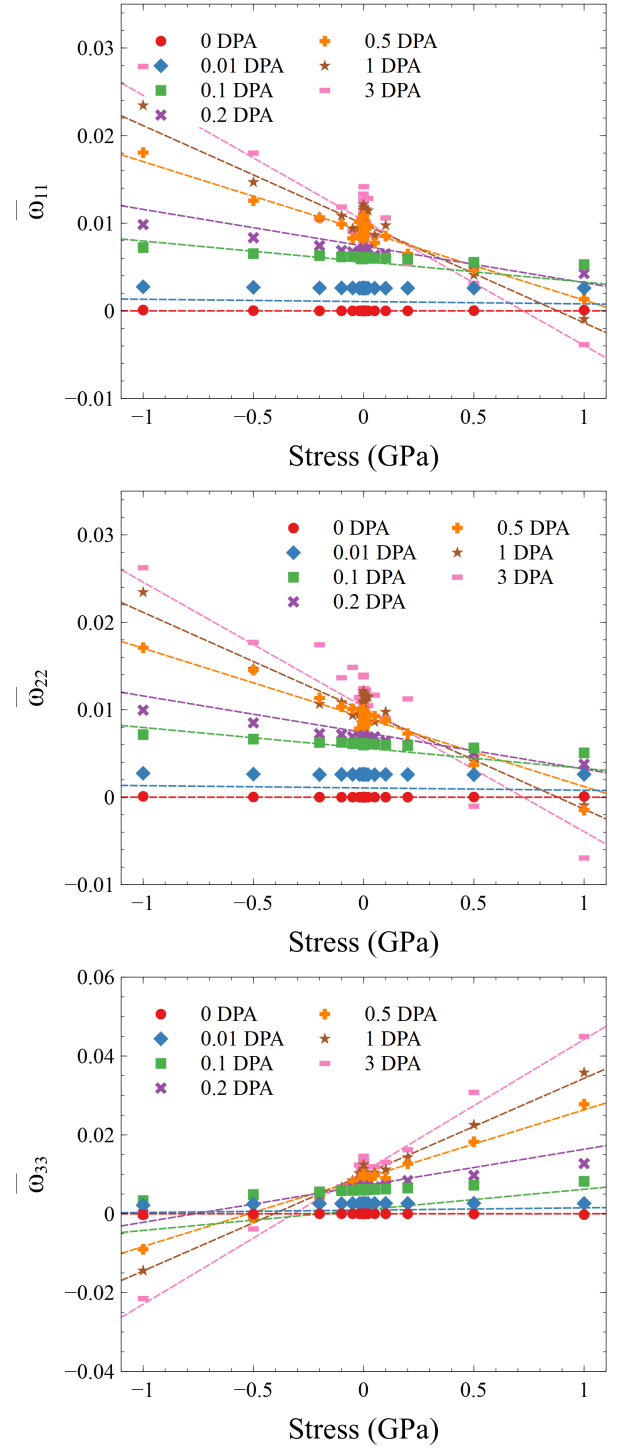 0.03
0.02
0.01
0
−0.01
−1
−0.5
0
0.5
1
ω̅11
Stress (GPa)
0 DPA
0.01 DPA
0.1 DPA
0.2 DPA
0.5 DPA
1 DPA
3 DPA
0.03
0.02
0.01
0
−0.01
−1
−0.5
0
0.5
1
ω̅22
Stress (GPa)
0 DPA
0.01 DPA
0.1 DPA
0.2 DPA
0.5 DPA
1 DPA
3 DPA
0.06
0.04
0.02
0
−0.02
−0.04
−1
−0.5
0
0.5
1
ω̅33
Stress (GPa)
0 DPA
0.01 DPA
0.1 DPA
0.2 DPA
0.5 DPA
1 DPA
3 DPA